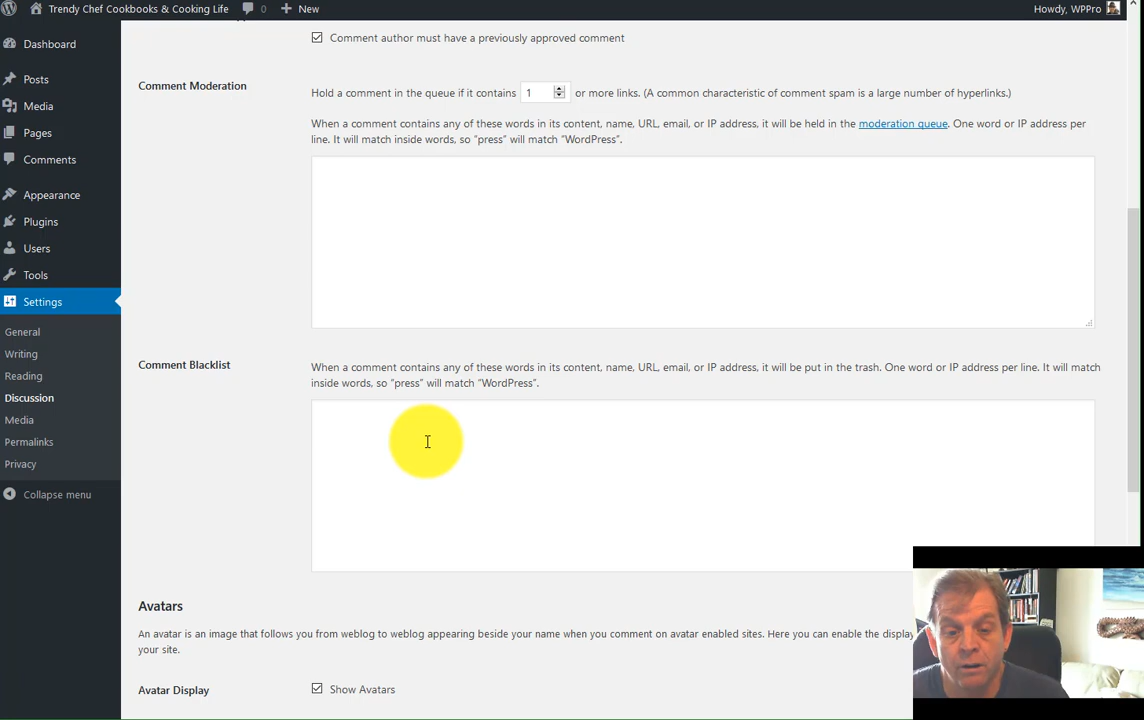 Trendy Chef Cookbooks & Cooking Life 0 New Howdy, WPPro
Dashboard
Posts
Media
Pages
Comments
Appearance
Plugins
Users
Tools
Settings
General
Writing
Reading
Discussion
Media
Permalinks
Privacy
Collapse menu
Comment author must have a previously approved comment
Comment Moderation
Hold a comment in the queue if it contains 1 or more links. (A common characteristic of comment spam is a large number of hyperlinks.)
When a comment contains any of these words in its content, name, URL, email, or IP address, it will be held in the moderation queue. One word or IP address per
line. It will match inside words, so “press” will match “WordPress”.
Comment Blacklist
When a comment contains any of these words in its content, name, URL, email, or IP address, it will be put in the trash. One word or IP address per line. It will match
inside words, so “press” will match “WordPress”.
Avatars
An avatar is an image that follows you from weblog to weblog appearing beside your name when you comment on avatar enabled sites. Here you can enable the display
your site.
Avatar Display
Show Avatars